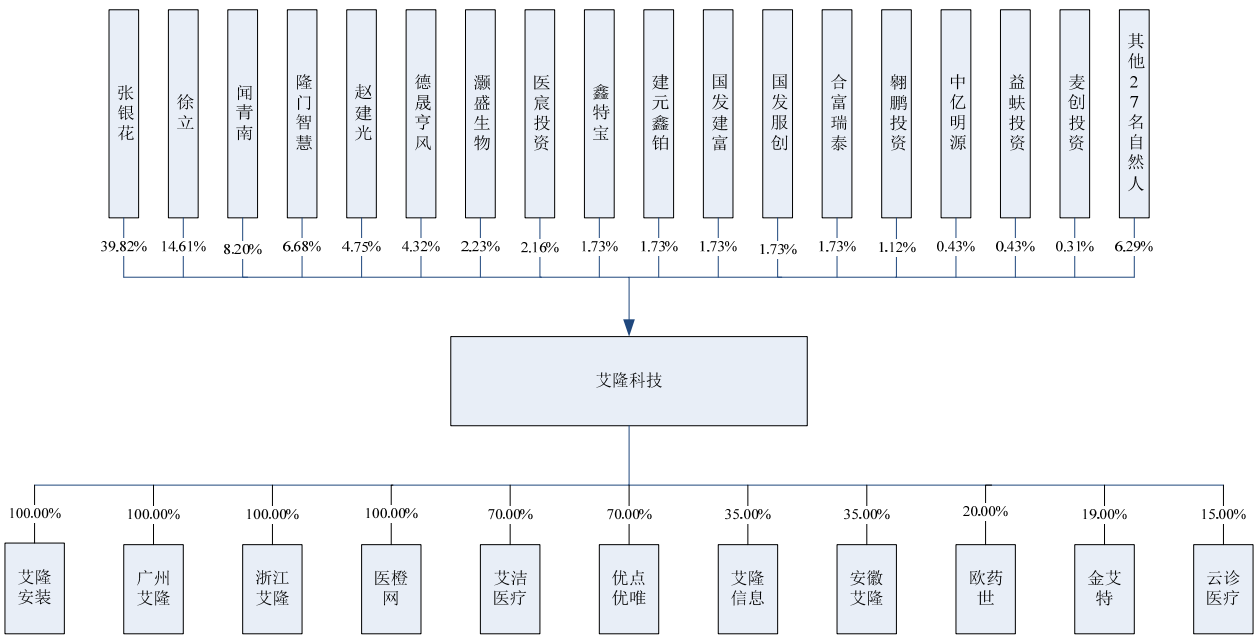 张银花
徐立
闻青南
隆门智慧
赵建光
德晟亨风
灏盛生物
医宸投资
鑫特宝
建元鑫铂
国发建富
国发服创
合富瑞泰
翱鹏投资
中亿明源
益蚨投资
麦创投资
其他27名自然人
39.82%
14.61%
8.20%
6.68%
4.75%
4.32%
2.23%
2.16%
1.73%
1.73%
1.73%
1.73%
1.73%
1.12%
0.43%
0.43%
0.31%
6.29%
艾隆科技
100.00%
100.00%
100.00%
100.00%
70.00%
70.00%
35.00%
35.00%
20.00%
19.00%
15.00%
艾隆
安装
广州
艾隆
浙江
艾隆
医橙
网
艾洁
医疗
优点
优唯
艾隆
信息
安徽
艾隆
欧药
世
金艾
特
云诊
医疗